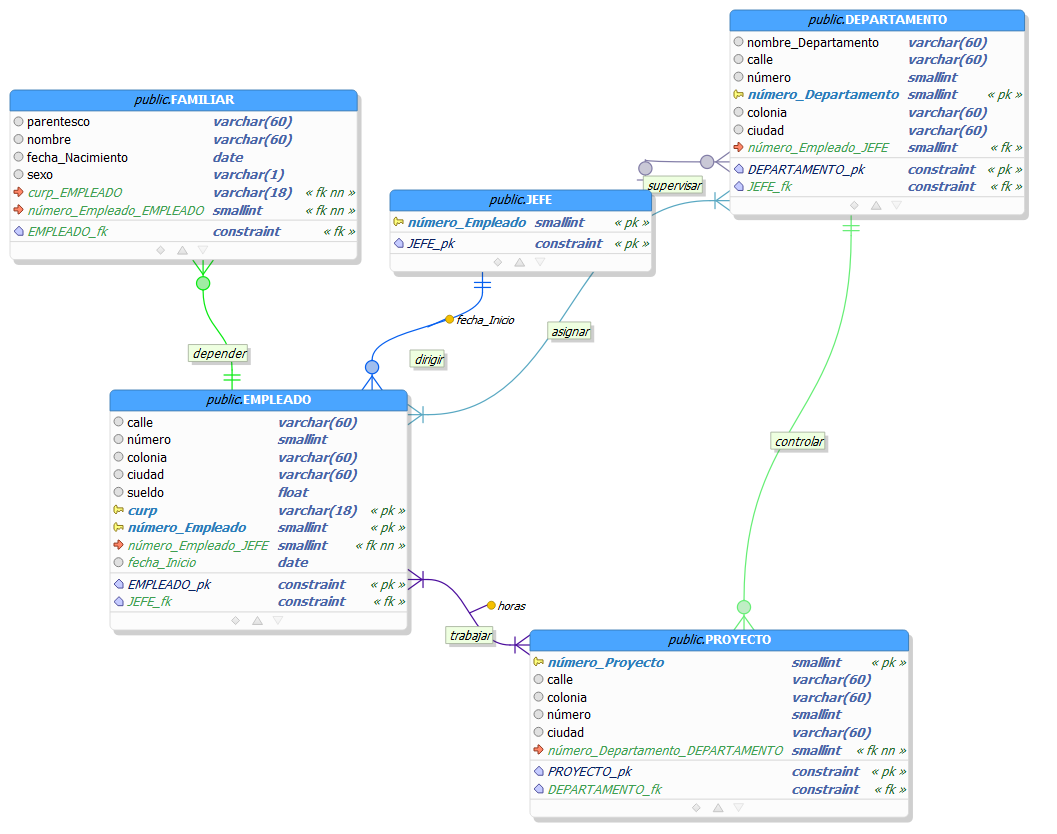 public.DEPARTAMENTO
nombre_Departamento varchar(60)
calle varchar(60)
número smallint
número_Departamento smallint « pk »
colonia varchar(60)
ciudad varchar(60)
número_Empleado_JEFE smallint « fk »
DEPARTAMENTO_pk constraint « pk »
JEFE_fk constraint « fk »
public.FAMILIAR
parentesco varchar(60)
nombre varchar(60)
fecha_Nacimiento date
sexo varchar(1)
curp_EMPLEADO varchar(18) « fk nn »
número_Empleado_EMPLEADO smallint « fk nn »
EMPLEADO_fk constraint « fk »
supervisar
public.JEFE
número_Empleado smallint « pk »
JEFE_pk constraint « pk »
fecha_Inicio
asignar
depender
dirigir
public.EMPLEADO
calle varchar(60)
número smallint
colonia varchar(60)
ciudad varchar(60)
sueldo float
curp varchar(18) « pk »
número_Empleado smallint « pk »
número_Empleado_JEFE smallint « fk nn »
fecha_Inicio date
EMPLEADO_pk constraint « pk »
JEFE_fk constraint « fk »
controlar
horas
trabajar
public.PROYECTO
número_Proyecto smallint « pk »
calle varchar(60)
colonia varchar(60)
número smallint
ciudad varchar(60)
número_Departamento_DEPARTAMENTO smallint « fk nn »
PROYECTO_pk constraint « pk »
DEPARTAMENTO_fk constraint « fk »